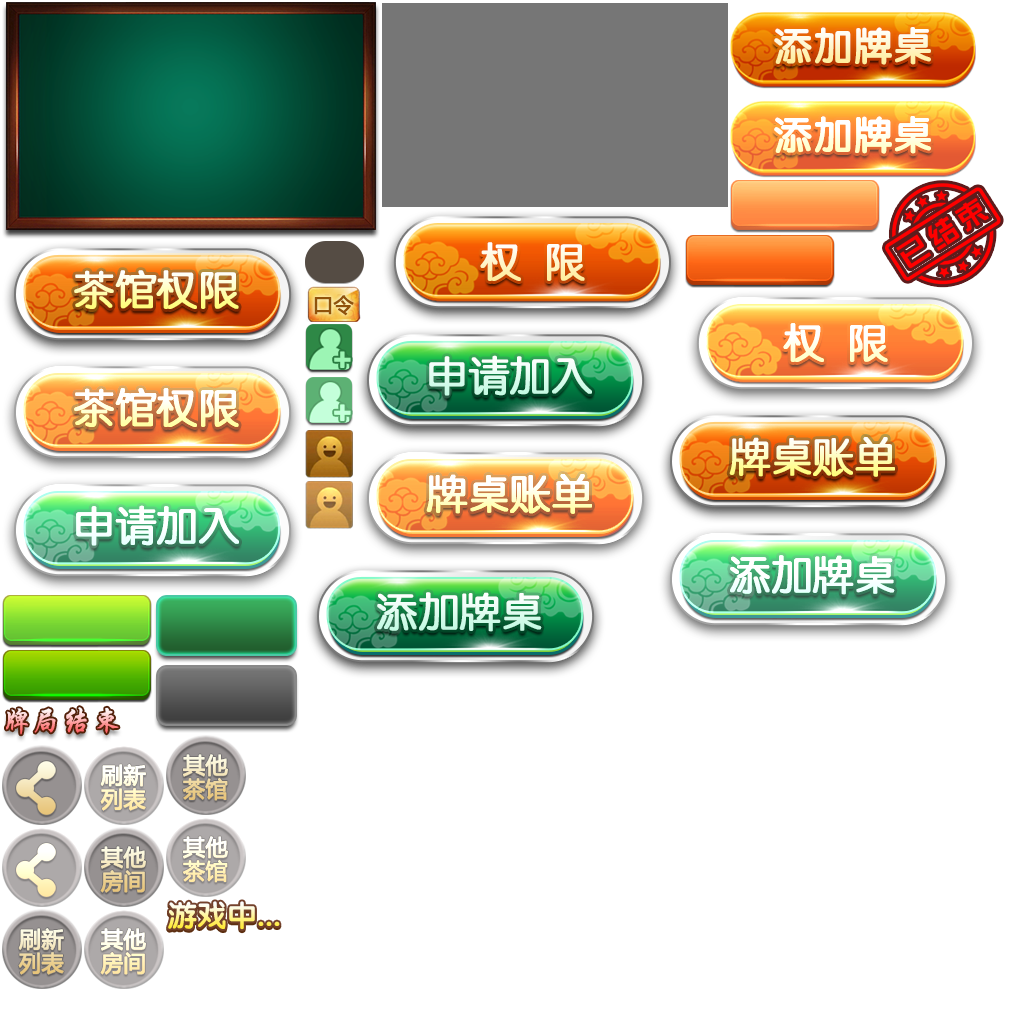 添加牌桌
添加牌桌
已结束
茶馆权限
口令
权 限
权 限
申请加入
茶馆权限
牌桌账单
牌桌账单
申请加入
添加牌桌
添加牌桌
牌局结束
刷新
列表
其他
茶馆
其他
房间
其他
茶馆
游戏中...
刷新
列表
其他
房间